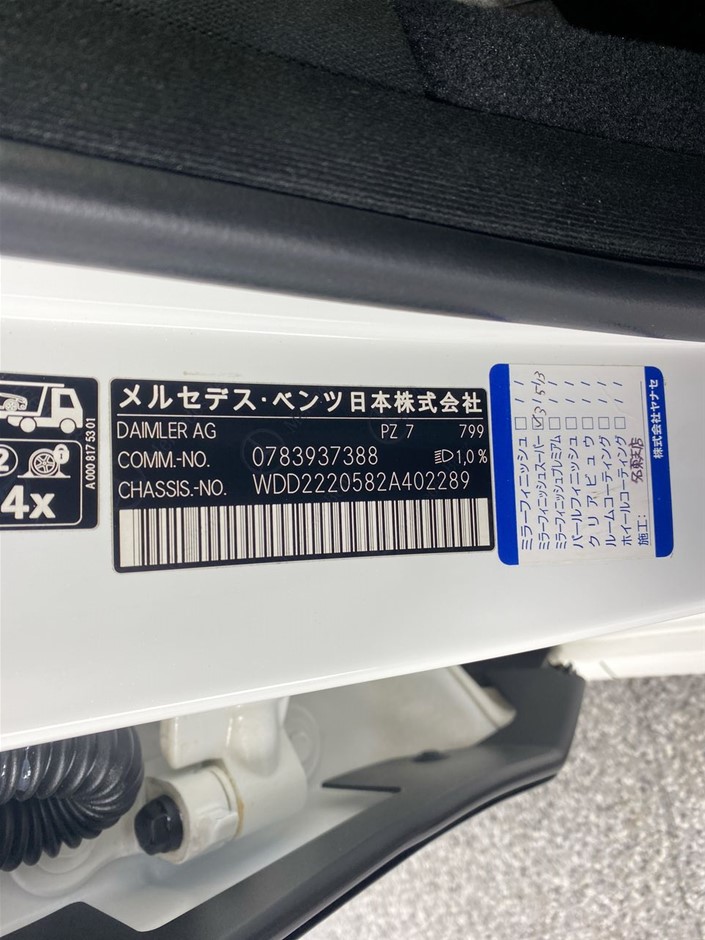 2
4x
A 000 817 53 01
メルセデス・ベンツ日本株式会社
DAIMLER AG PZ 7 799
COMM.-NO. 0783937388 1,0%
CHASSIS.-NO. WDD2220582A402289
ミラーフィニッシュ □ / /
ミラーフィニッシュスーパー
ミラーフィニッシュプレミアム □ / /
パールフィニッシュ □ / /
クリアビュウ □ / /
ルームコーティング □ / /
ホイールコーティング □ / /
施工：
株式会社ヤナセ